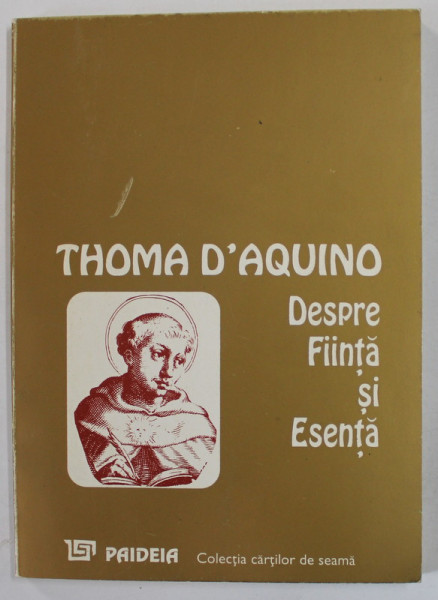 THOMA D'AQUINO
Despre
Ființă
și
Esență
PAIDEIA Colecția cărților de seamă